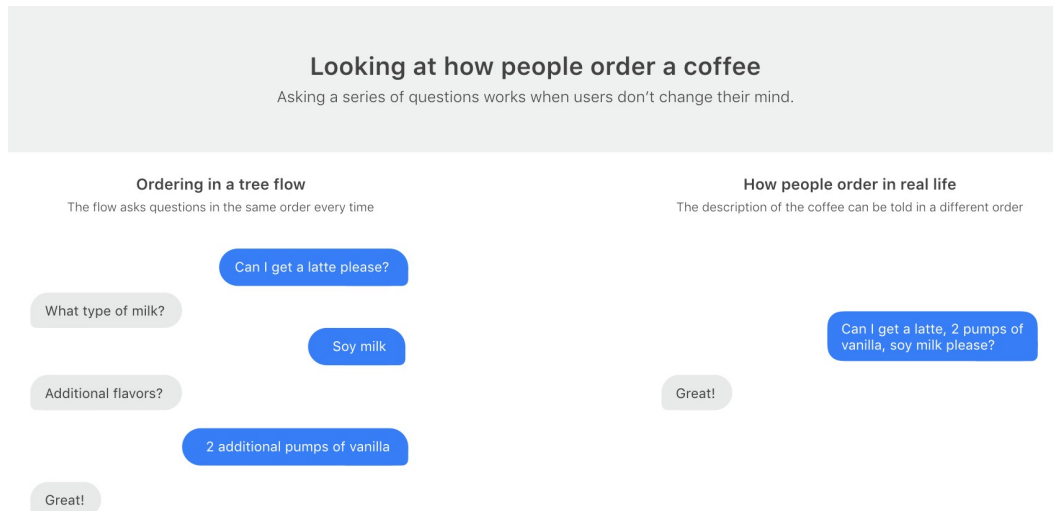 Looking at how people order a coffee
Asking a series of questions works when users don’t change their mind.
Ordering in a tree flow
The flow asks questions in the same order every time
Can I get a latte please?
What type of milk?
Soy milk
Additional flavors?
2 additional pumps of vanilla
Great!
How people order in real life
The description of the coffee can be told in a different order
Can I get a latte, 2 pumps of
vanilla, soy milk please?
Great!